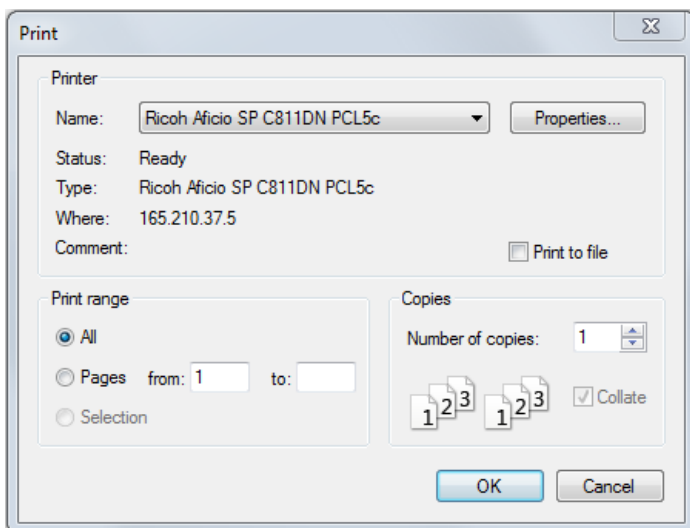 Print
Printer
Name: Ricoh Aficio SP C811DN PCL5c Properties...
Status: Ready
Type: Ricoh Aficio SP C811DN PCL5c
Where: 165.210.37.5
Comment: Print to file
Print range
All
Pages from: 1 to:
Selection
Copies
Number of copies: 1
1 2 3 1 2 3 Collate
OK Cancel